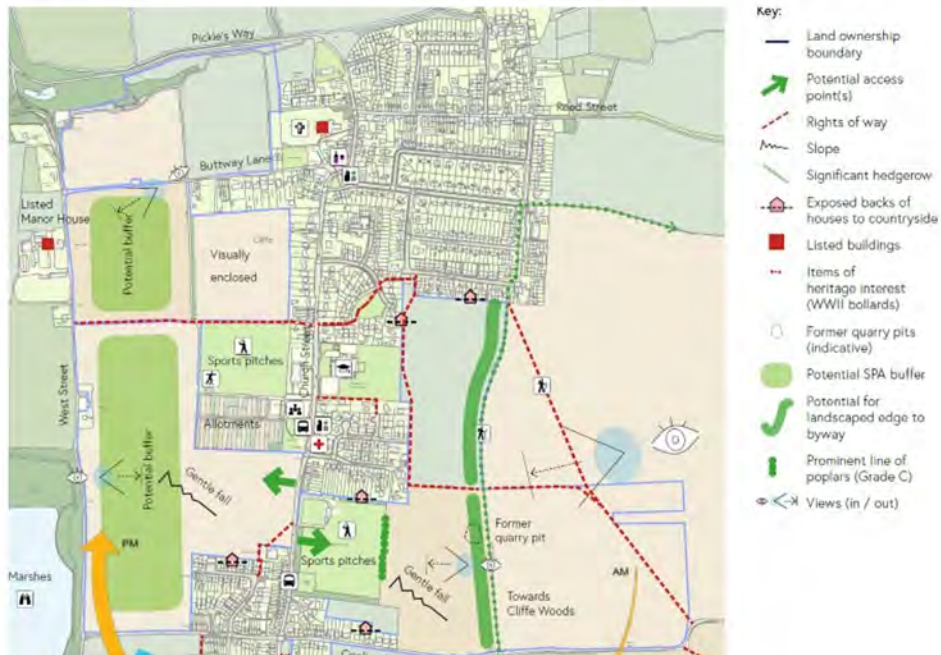 Pickle's Way
Reed Street
Buttway Lane
Listed
Manor House
Potential buffer
Cliffe
Visually
enclosed
West Street
Church Street
Sports pitches
Allotments
Potential buffer
Gentle fall
PM
Marshes
Sports pitches
Former
quarry pit
Gentle fall
Towards
Cliffe Woods
AM
Key:
Land ownership
boundary
Potential access
point(s)
Rights of way
Slope
Significant hedgerow
Exposed backs of
houses to countryside
Listed buildings
Items of
heritage interest
(WWII bollards)
Former quarry pits
(indicative)
Potential SPA buffer
Potential for
landscaped edge to
byway
Prominent line of
poplars (Grade C)
Views (in / out)